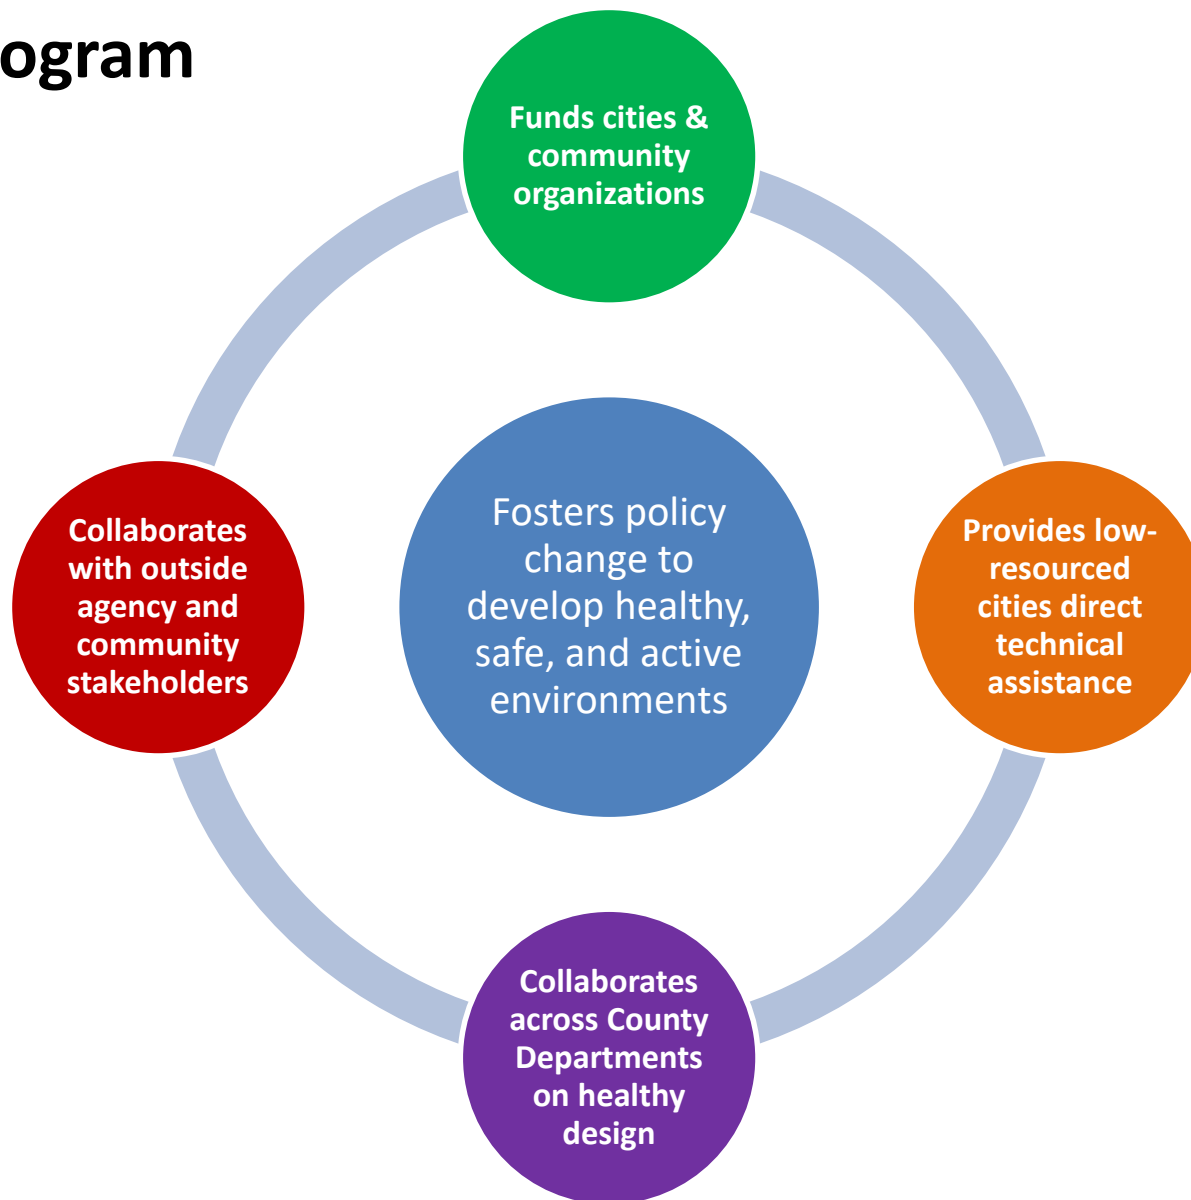 ogram
Funds cities &
community
organizations
Collaborates
with outside
agency and
community
stakeholders
Fosters policy
change to
develop healthy,
safe, and active
environments
Provides low-
resourced
cities direct
technical
assistance
Collaborates
across County
Departments
on healthy
design